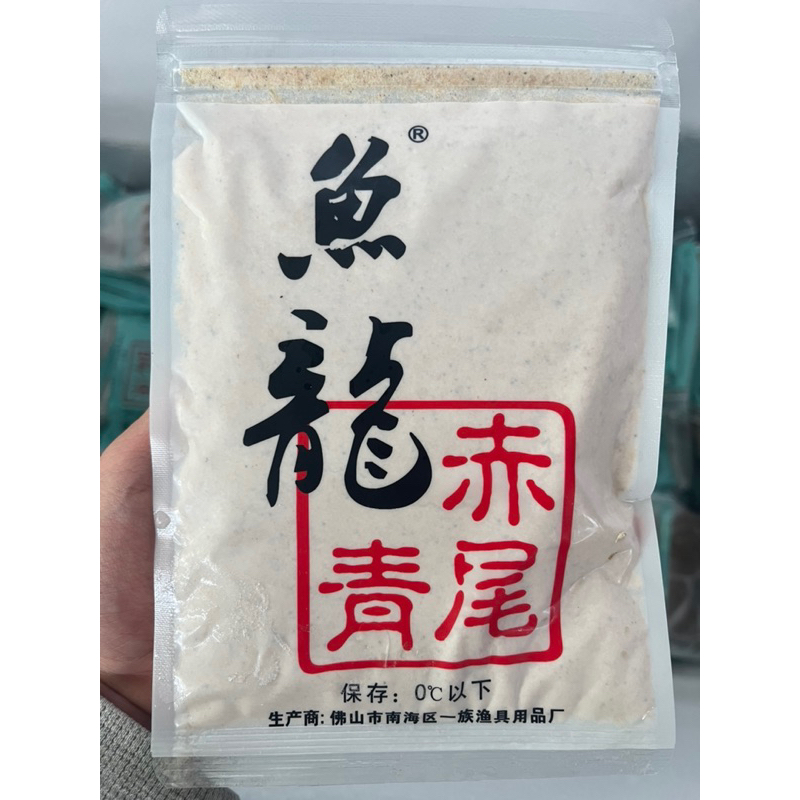 魚龍®
赤尾青
保存：0℃以下
生产商：佛山市南海区一族渔具用品厂